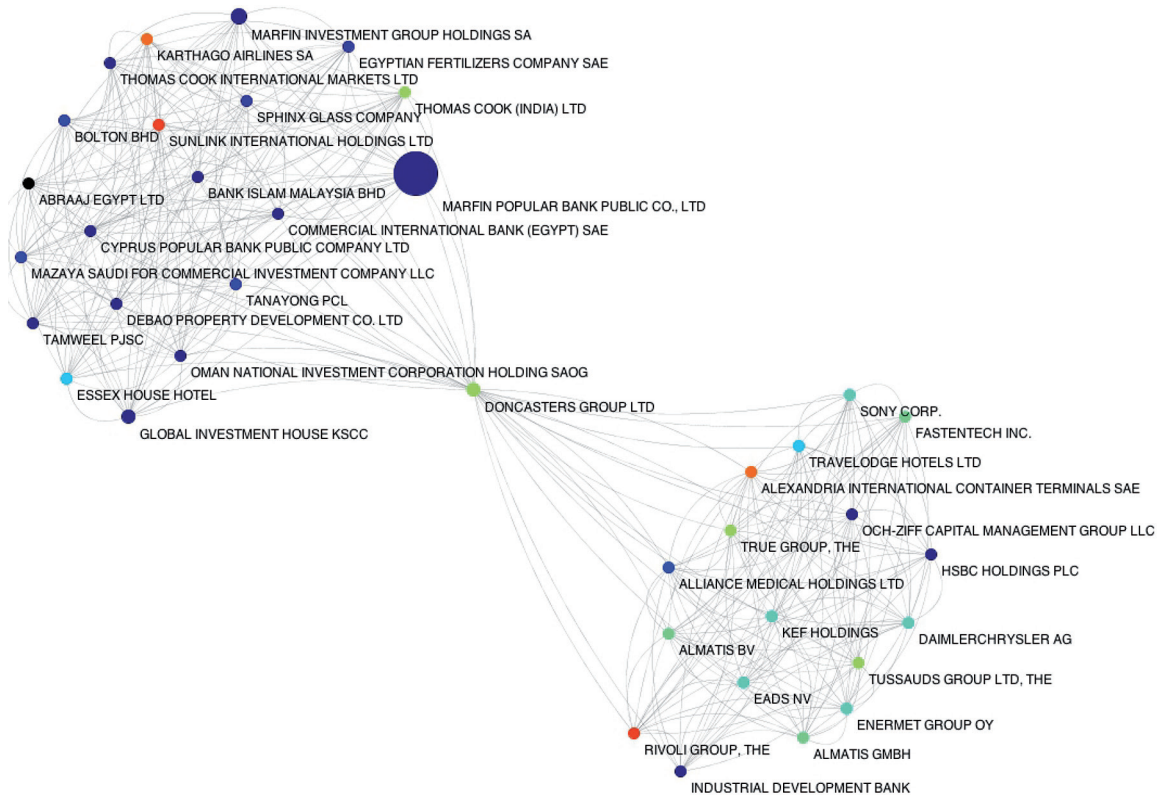 MARFIN INVESTMENT GROUP HOLDINGS SA
KARTHAGO AIRLINES SA
EGYPTIAN FERTILIZERS COMPANY SAE
THOMAS COOK INTERNATIONAL MARKETS LTD
THOMAS COOK (INDIA) LTD
SPHINX GLASS COMPANY
BOLTON BHD
SUNLINK INTERNATIONAL HOLDINGS LTD
BANK ISLAM MALAYSIA BHD
ABRAAJ EGYPT LTD
MARFIN POPULAR BANK PUBLIC CO., LTD
COMMERCIAL INTERNATIONAL BANK (EGYPT) SAE
CYPRUS POPULAR BANK PUBLIC COMPANY LTD
MAZAYA SAUDI FOR COMMERCIAL INVESTMENT COMPANY LLC
TANAYONG PCL
DEBAO PROPERTY DEVELOPMENT CO. LTD
TAMWEEL PJSC
OMAN NATIONAL INVESTMENT CORPORATION HOLDING SAOG
ESSEX HOUSE HOTEL
DONCASTERS GROUP LTD
GLOBAL INVESTMENT HOUSE KSCC
SONY CORP.
FASTENTECH INC.
TRAVELODGE HOTELS LTD
ALEXANDRIA INTERNATIONAL CONTAINER TERMINALS SAE
OCH-ZIFF CAPITAL MANAGEMENT GROUP LLC
TRUE GROUP, THE
HSBC HOLDINGS PLC
ALLIANCE MEDICAL HOLDINGS LTD
KEF HOLDINGS
DAIMLERCHRYSLER AG
ALMATIS BV
TUSSAUDS GROUP LTD, THE
EADS NV
ENERMET GROUP OY
RIVOLI GROUP, THE
ALMATIS GMBH
INDUSTRIAL DEVELOPMENT BANK